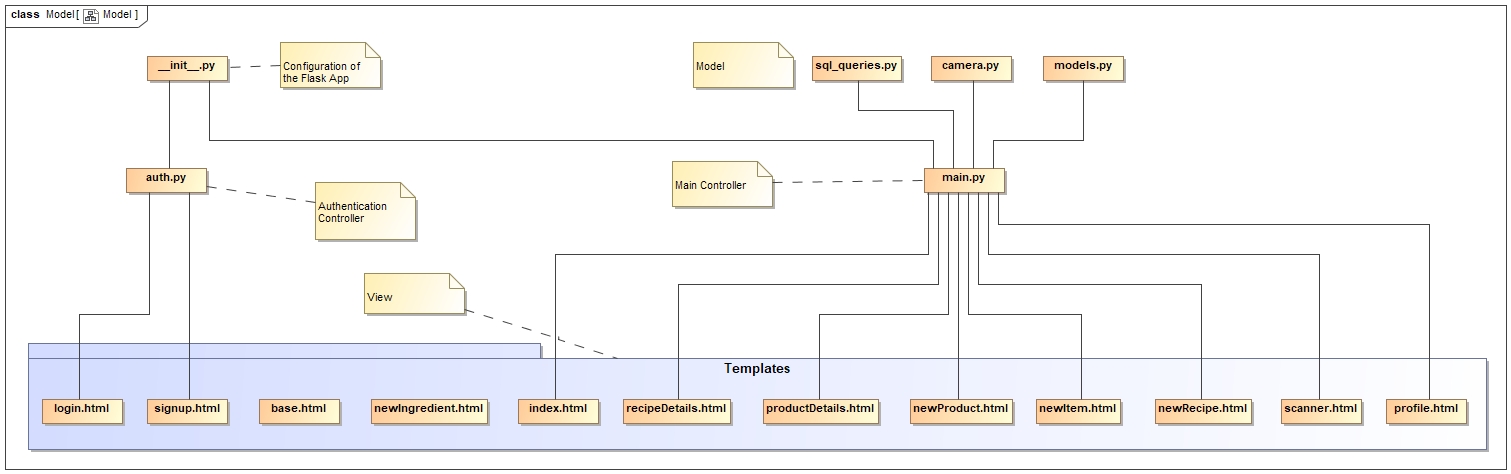 class Model[ Model ]
__init__.py
Configuration of
the Flask App
Model
sql_queries.py
camera.py
models.py
auth.py
Authentication
Controller
Main Controller
main.py
View
Templates
login.html
signup.html
base.html
newIngredient.html
index.html
recipeDetails.html
productDetails.html
newProduct.html
newItem.html
newRecipe.html
scanner.html
profile.html